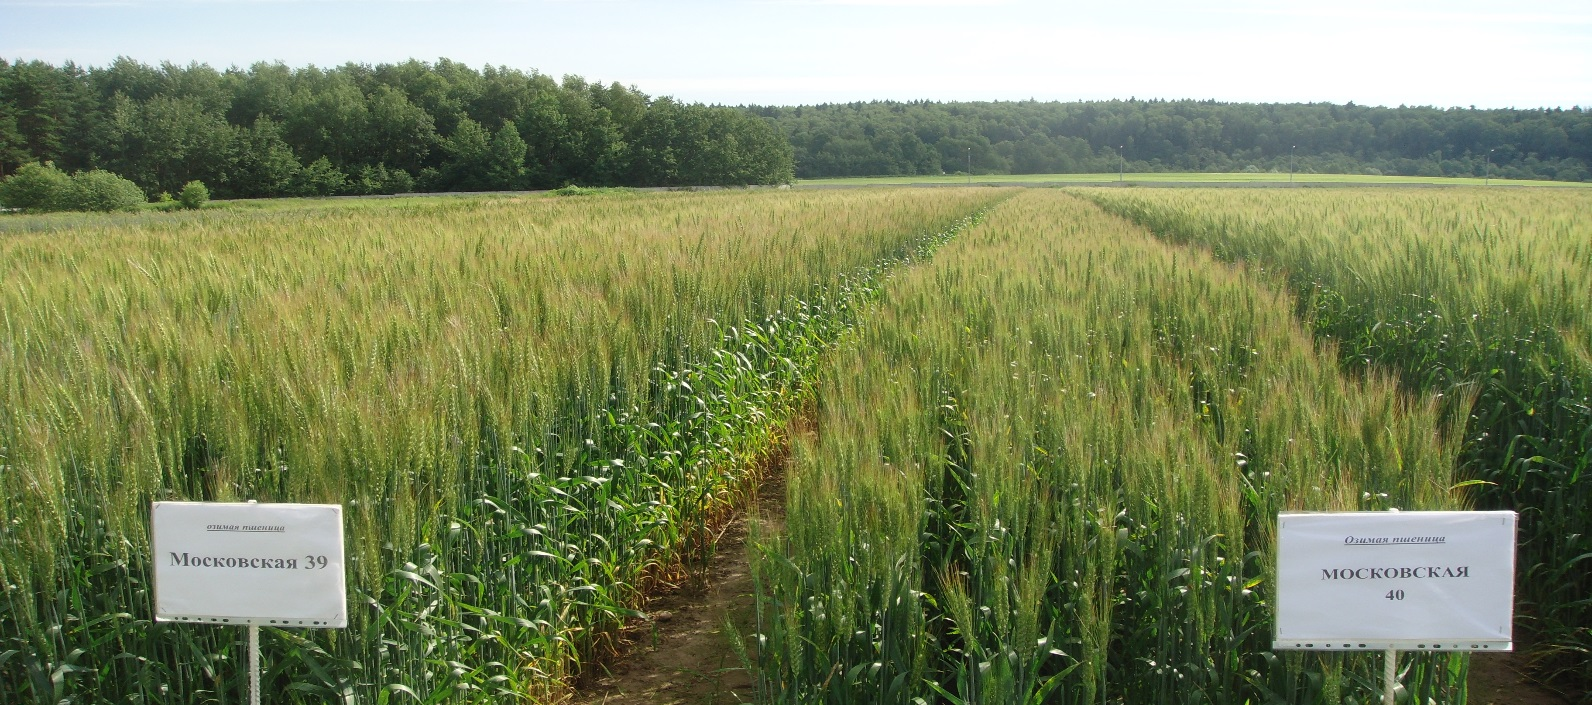 озимая пшеница
Московская 39
Озимая пшеница
МОСКОВСКАЯ
40